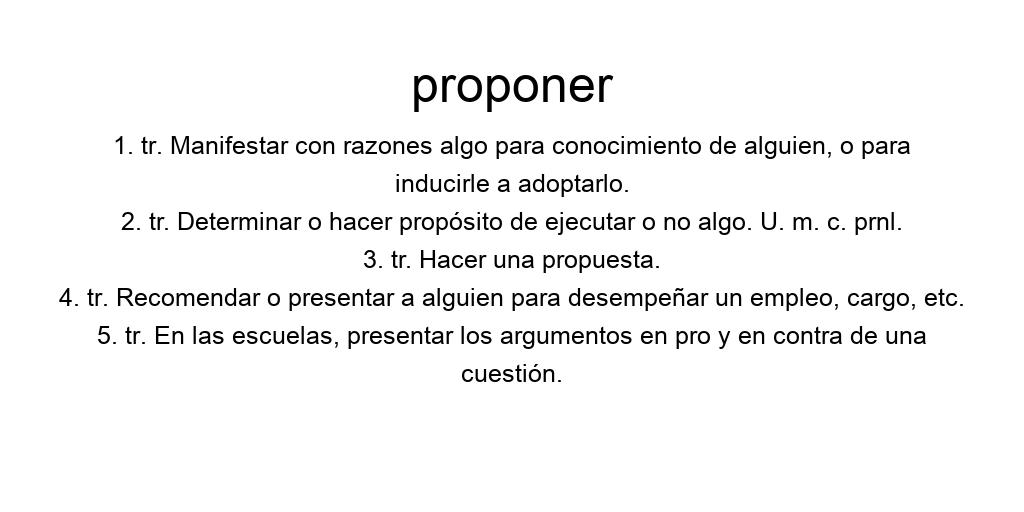 proponer
1. tr. Manifestar con razones algo para conocimiento de alguien, o para
inducirle a adoptarlo.
2. tr. Determinar o hacer propósito de ejecutar o no algo. U. m. c. prnl.
3. tr. Hacer una propuesta.
4. tr. Recomendar o presentar a alguien para desempeñar un empleo, cargo, etc.
5. tr. En las escuelas, presentar los argumentos en pro y en contra de una
cuestión.